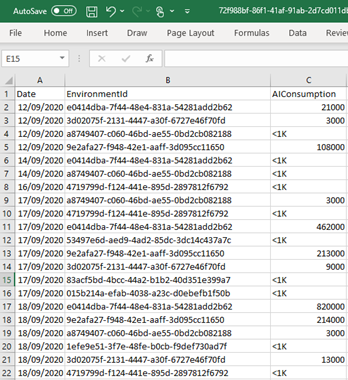 AutoSave Off 72f988bf-86f1-41af-91ab-2d7cd011db
File Home Insert Draw Page Layout Formulas Data Review
E15 fx
A B C
1 Date EnvironmentId AIConsumption
2 12/09/2020 e0414dba-7f44-48e4-831a-54281add2b62 21000
3 12/09/2020 3d02075f-2131-4447-a30f-6727e46f70fd 3000
4 12/09/2020 a8749407-c060-46bd-ae55-0bd2cb082188 <1K
5 12/09/2020 9e2afa27-f948-42e1-aaff-3d095cc11650 108000
6 14/09/2020 e0414dba-7f44-48e4-831a-54281add2b62 <1K
7 14/09/2020 a8749407-c060-46bd-ae55-0bd2cb082188 <1K
8 16/09/2020 4719799d-f124-441e-895d-2897812f6792 <1K
9 17/09/2020 a8749407-c060-46bd-ae55-0bd2cb082188 3000
10 17/09/2020 4719799d-f124-441e-895d-2897812f6792 <1K
11 17/09/2020 e0414dba-7f44-48e4-831a-54281add2b62 462000
12 17/09/2020 53497e6d-aed9-4ad2-85dc-3dc14c437a7c <1K
13 17/09/2020 9e2afa27-f948-42e1-aaff-3d095cc11650 213000
14 17/09/2020 3d02075f-2131-4447-a30f-6727e46f70fd 9000
15 17/09/2020 83acf5bd-4bcc-44a2-b1b2-40d351e399a7 <1K
16 17/09/2020 015b214a-efab-4038-a23c-d0ebefb1f50b <1K
17 18/09/2020 e0414dba-7f44-48e4-831a-54281add2b62 820000
18 18/09/2020 9e2afa27-f948-42e1-aaff-3d095cc11650 214000
19 18/09/2020 a8749407-c060-46bd-ae55-0bd2cb082188 3000
20 18/09/2020 1efe9e51-3f7e-48fe-b0cb-f9def730ad7f <1K
21 18/09/2020 3d02075f-2131-4447-a30f-6727e46f70fd 13000
22 18/09/2020 4719799d-f124-441e-895d-2897812f6792 <1K